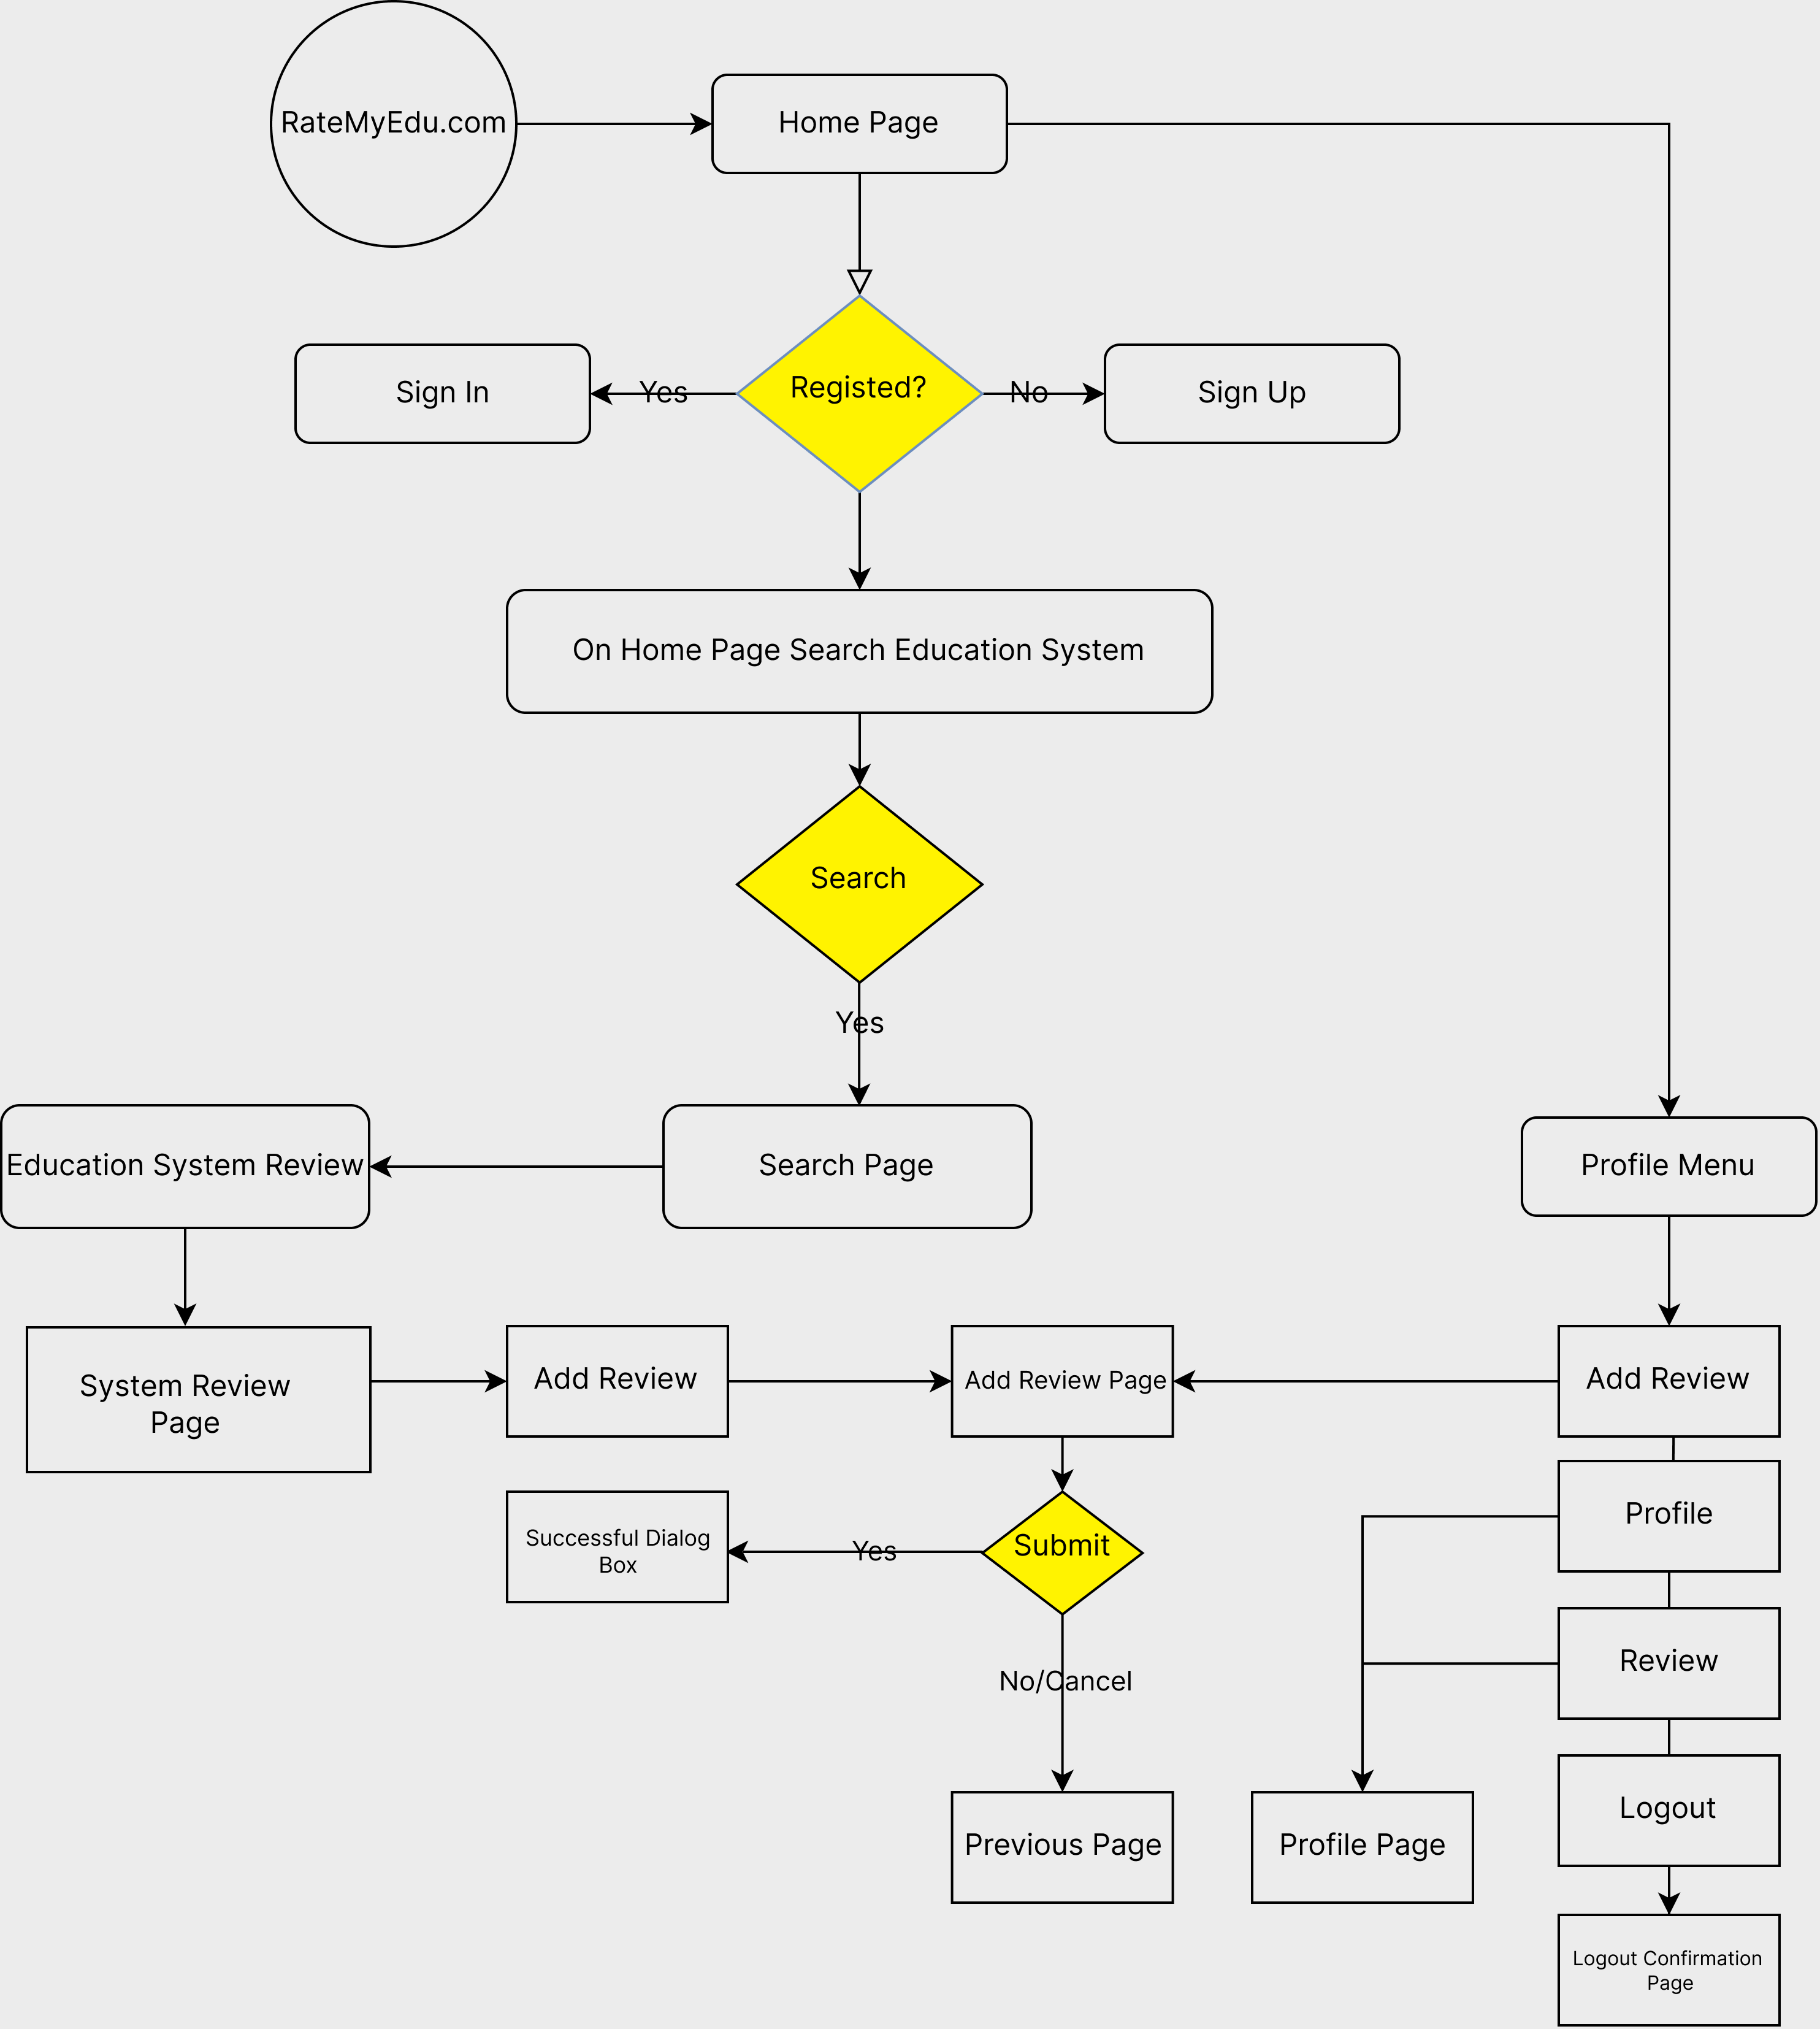 RateMyEdu.com
Home Page
Sign In
Yes
Registed?
No
Sign Up
On Home Page Search Education System
Search
Yes
Education System Review
Search Page
Profile Menu
System Review
Page
Add Review
Add Review Page
Add Review
Successful Dialog
Box
Yes
Submit
Profile
No/Cancel
Review
Previous Page
Profile Page
Logout
Logout Confirmation
Page